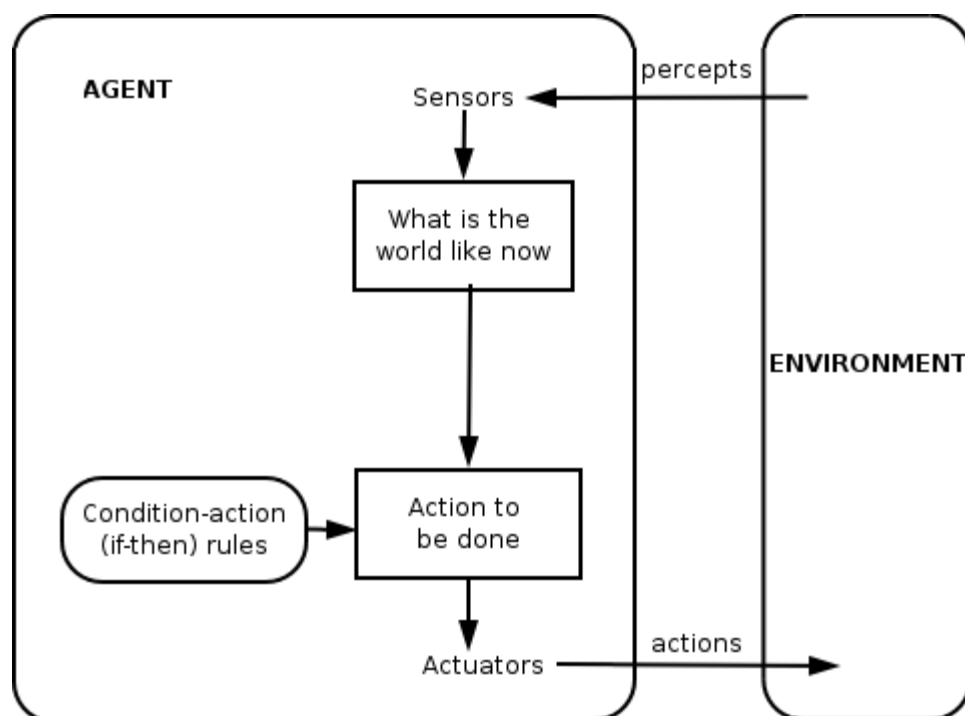 AGENT
percepts
Sensors
What is the
world like now
ENVIRONMENT
Condition-action
(if-then) rules
Action to
be done
Actuators
actions